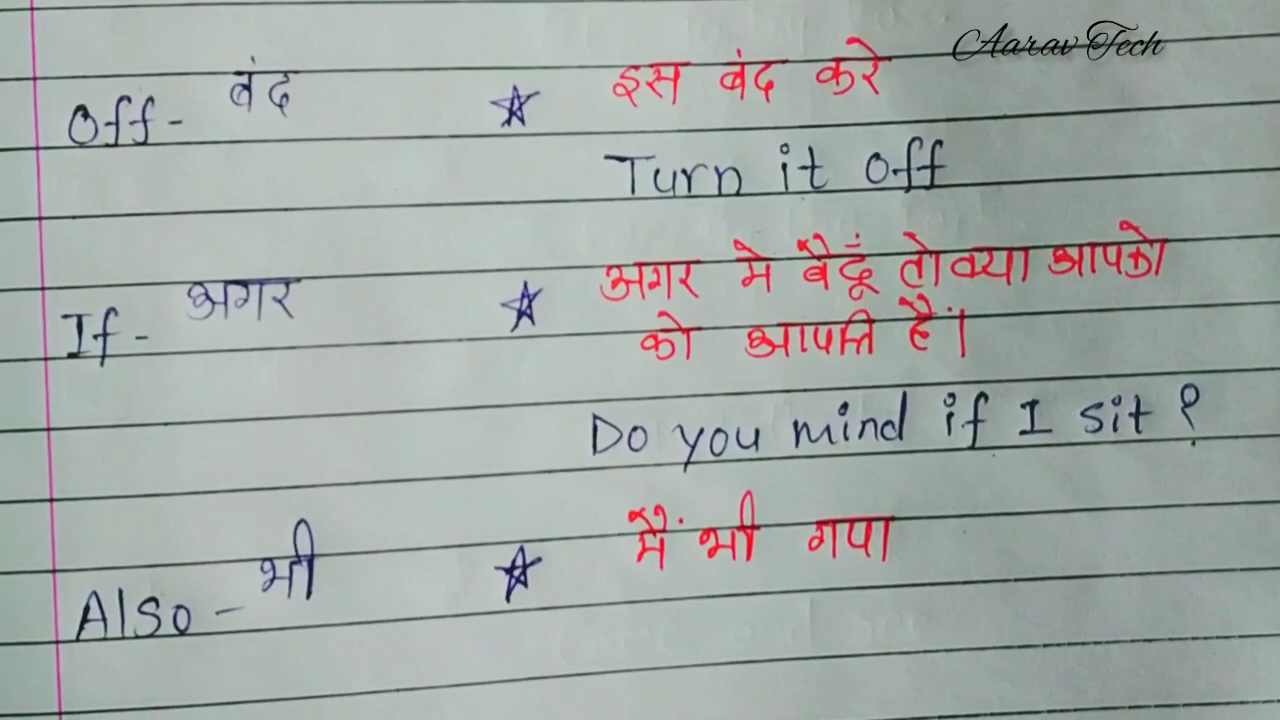 Aarav Tech
Off - बंद ☆ इस बंद करे
Turn it off
If - अगर ☆ अगर मे बैदूँ तो क्या आपको
को आपत्ति हैं।
Do you mind if I sit ?
Also - भी ☆ मैं भी गया